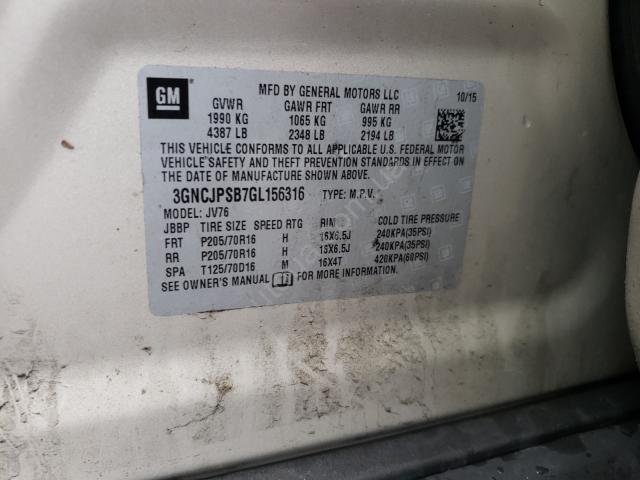 GM
MFD BY GENERAL MOTORS LLC 10/15
GVWR GAWR FRT GAWR RR
1990 KG 1065 KG 995 KG
4387 LB 2348 LB 2194 LB
THIS VEHICLE CONFORMS TO ALL APPLICABLE U.S. FEDERAL MOTOR
VEHICLE SAFETY AND THEFT PREVENTION STANDARDS IN EFFECT ON
THE DATE OF MANUFACTURE SHOWN ABOVE.
3GNCJPSB7GL156316 TYPE: M.P.V.
MODEL: JV76
JBBP TIRE SIZE SPEED RTG RIM COLD TIRE PRESSURE
FRT P205/70R16 H 16X6.5J 240KPA(35PSI)
RR P205/70R16 H 16X6.5J 240KPA(35PSI)
SPA T125/70D16 M 16X4T 420KPA(60PSI)
SEE OWNER'S MANUAL FOR MORE INFORMATION.